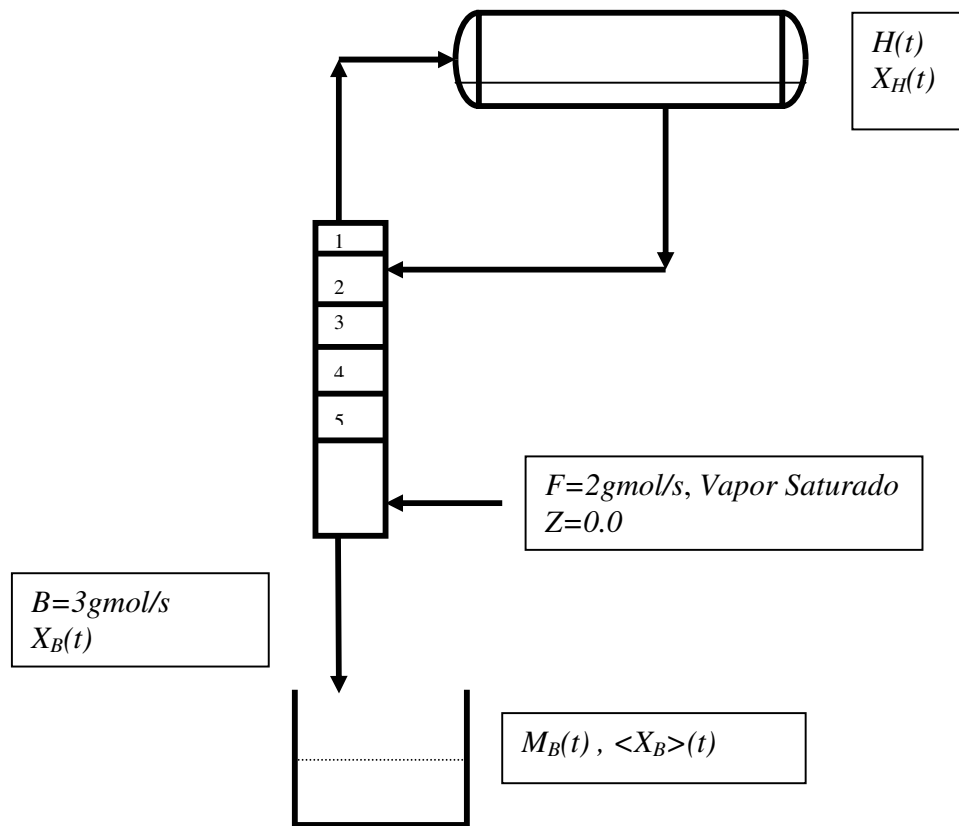 H(t)
X_H(t)
1
2
3
4
5
F=2gmol/s, Vapor Saturado
Z=0.0
B=3gmol/s
X_B(t)
M_B(t) , <X_B>(t)